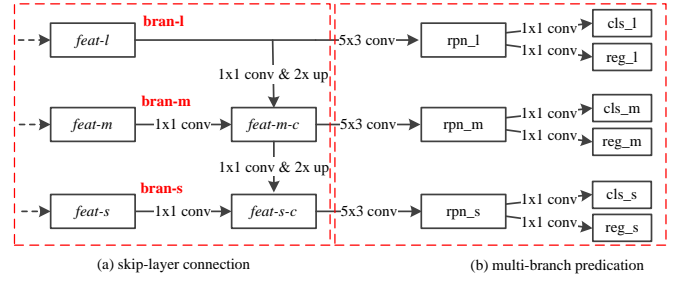 bran-l
feat-l
5x3 conv
rpn_l
1x1 conv
cls_l
1x1 conv
reg_l
1x1 conv & 2x up
bran-m
feat-m
1x1 conv
feat-m-c
5x3 conv
rpn_m
1x1 conv
cls_m
1x1 conv
reg_m
1x1 conv & 2x up
bran-s
feat-s
1x1 conv
feat-s-c
5x3 conv
rpn_s
1x1 conv
cls_s
1x1 conv
reg_s
(a) skip-layer connection
(b) multi-branch predication